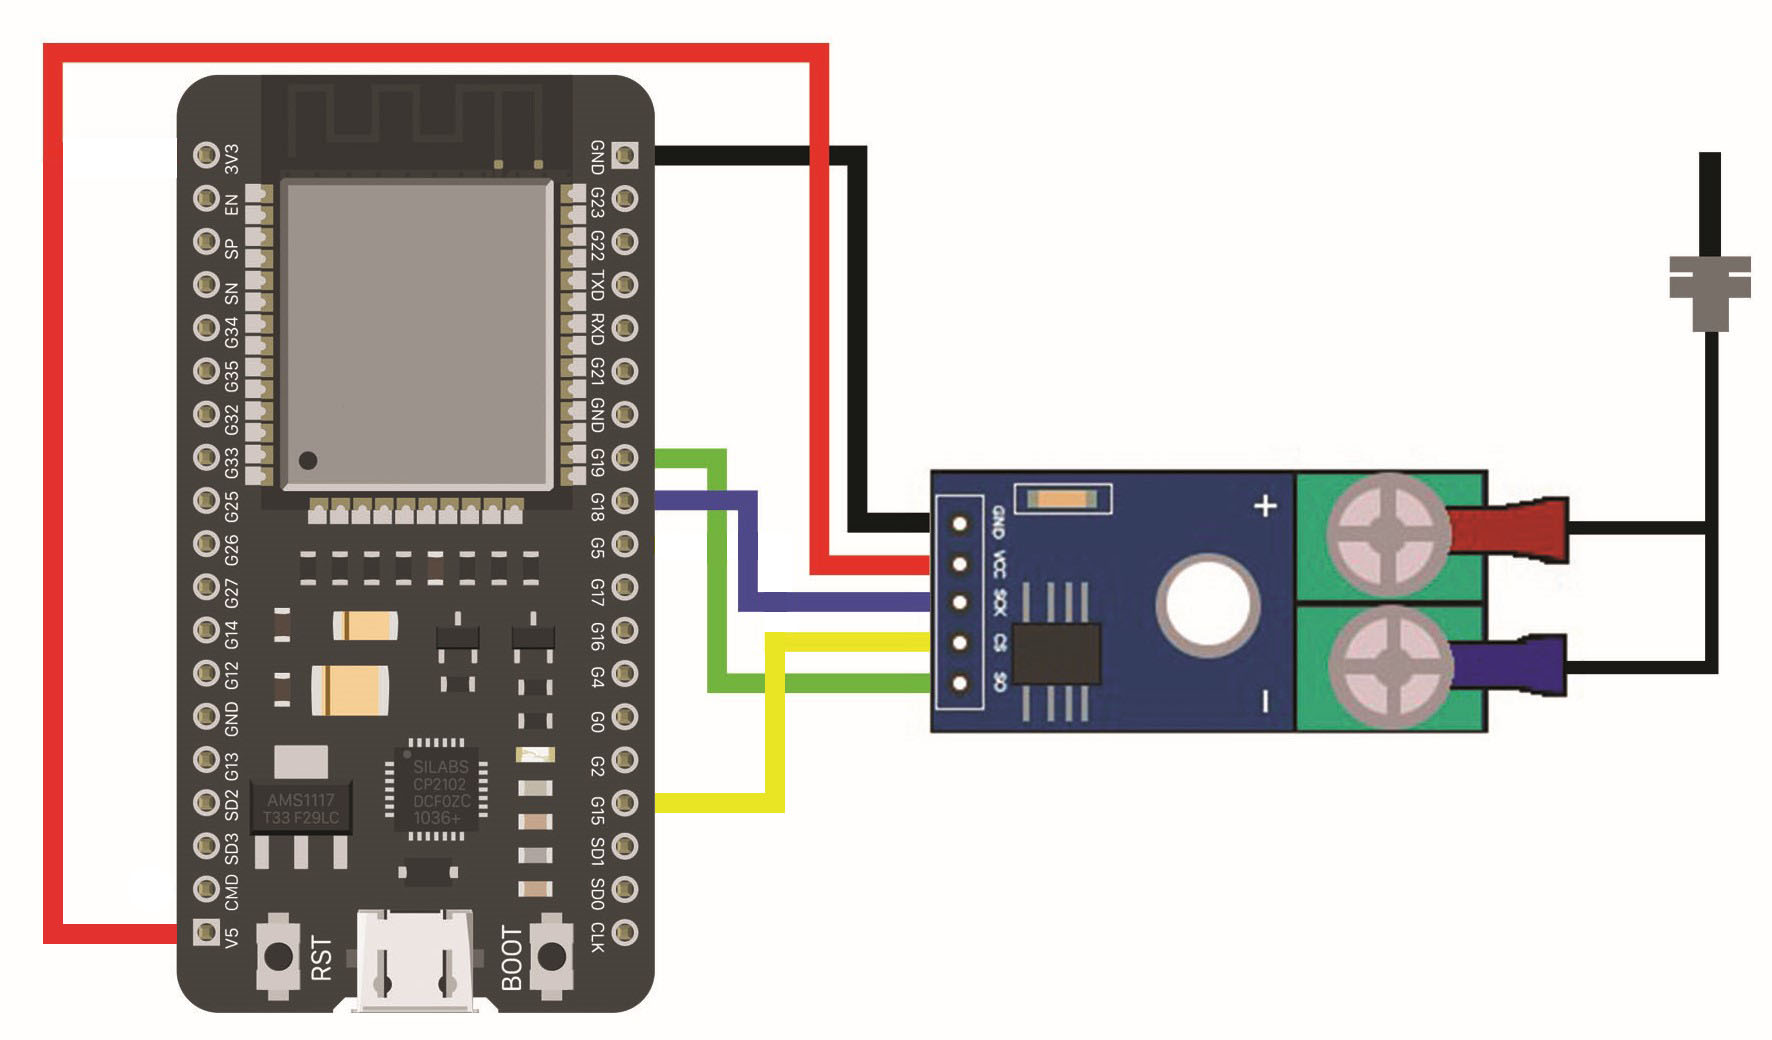 3V3
EN
SP
SN
G34
G35
G32
G33
G25
G26
G27
G14
G12
GND
G13
SD2
SD3
CMD
V5
GND
G23
G22
TXD
RXD
G21
GND
G19
G18
G5
G17
G16
G4
G0
G2
G15
SD1
SD0
CLK
AMS1117
T33 F29LC
SILABS
CP2102
DCF0ZC
1036+
RST
BOOT
GND
VCC
SCK
CS
SO
+
−